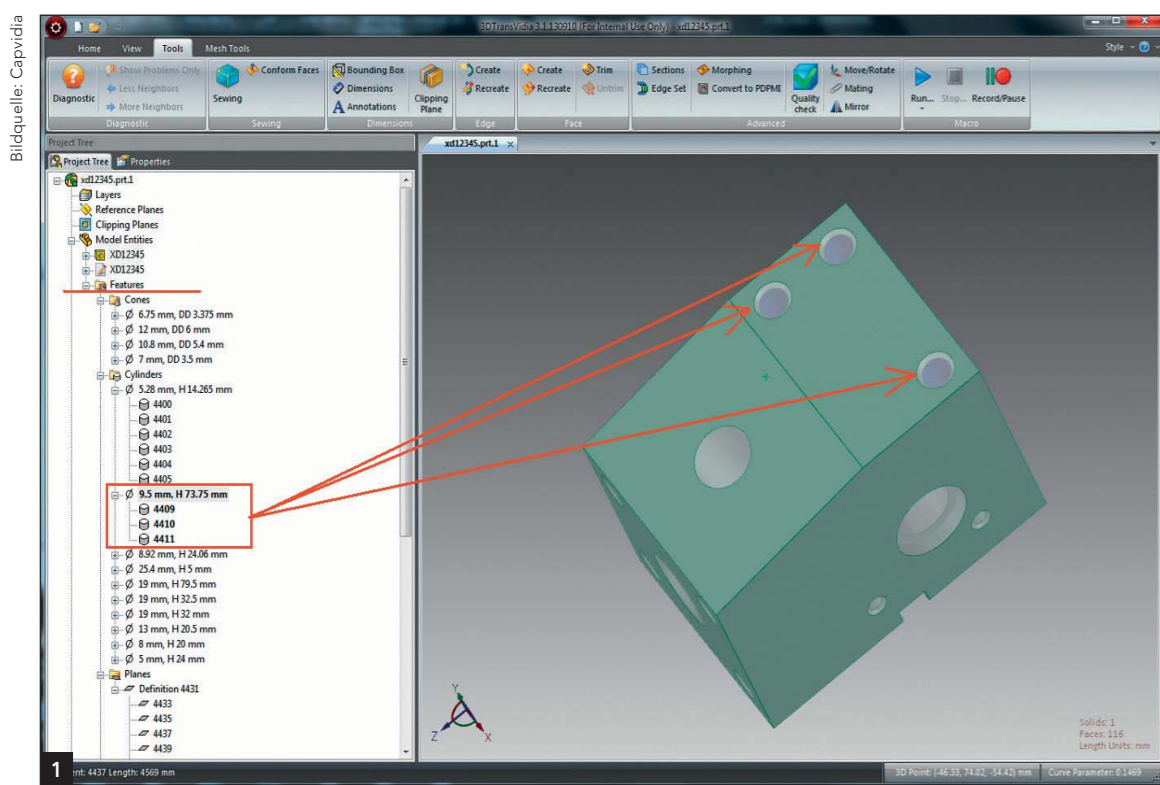 Bildquelle: Capvidia
3DTransVidia 3.1.130910 (For Internal Use Only) - xd12345.prt.1
Home View Tools Mesh Tools
Style
Diagnostic
Show Problems Only
Less Neighbors
More Neighbors
Diagnostic
Sewing
Conform Faces
Sewing
Bounding Box
Dimensions
Annotations
Clipping
Plane
Dimensions
Create
Recreate
Edge
Create
Recreate
Trim
Untrim
Face
Sections
Edge Set
Morphing
Convert to PDPMI
Quality
check
Move/Rotate
Mating
Mirror
Advanced
Run... Stop... Record/Pause
Macro
Project Tree
xd12345.prt.1
Project Tree Properties
xd12345.prt.1
Layers
Reference Planes
Clipping Planes
Model Entities
XD12345
XD12345
Features
Cones
Ø 6.75 mm, DD 3.375 mm
Ø 12 mm, DD 6 mm
Ø 10.8 mm, DD 5.4 mm
Ø 7 mm, DD 3.5 mm
Cylinders
Ø 5.28 mm, H 14.265 mm
4400
4401
4402
4403
4404
4405
Ø 9.5 mm, H 73.75 mm
4409
4410
4411
Ø 8.92 mm, H 24.06 mm
Ø 25.4 mm, H 5 mm
Ø 19 mm, H 79.5 mm
Ø 19 mm, H 32.5 mm
Ø 19 mm, H 32 mm
Ø 13 mm, H 20.5 mm
Ø 8 mm, H 20 mm
Ø 5 mm, H 24 mm
Planes
Definition 4431
4433
4435
4437
4439
Y
Z X
Solids: 1
Faces: 116
Length Units: mm
1
ent: 4437 Length: 4569 mm
3D Point: (-46.33, 74.02, -54.42) mm Curve Parameter: 0.1469